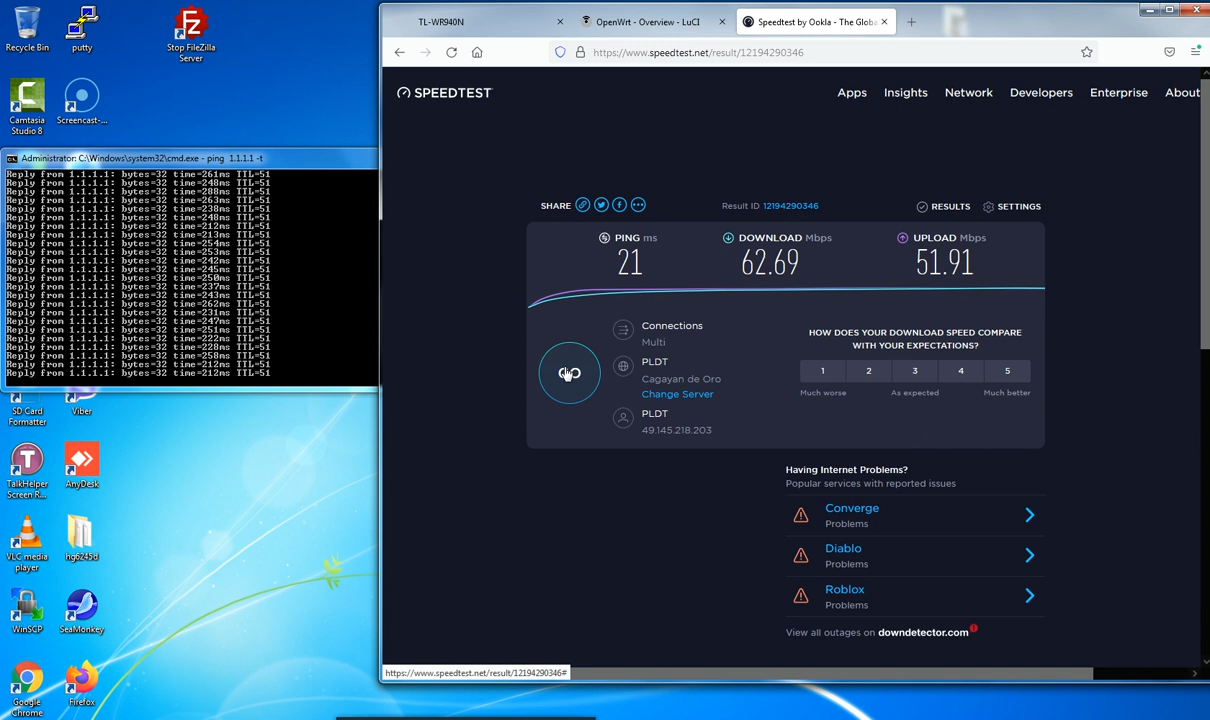 Recycle Bin
putty
Stop FileZilla
Server
Camtasia
Studio 8
Screencast-...
Administrator: C:\Windows\system32\cmd.exe - ping 1.1.1.1 -t
Reply from 1.1.1.1: bytes=32 time=261ms TTL=51
Reply from 1.1.1.1: bytes=32 time=248ms TTL=51
Reply from 1.1.1.1: bytes=32 time=288ms TTL=51
Reply from 1.1.1.1: bytes=32 time=263ms TTL=51
Reply from 1.1.1.1: bytes=32 time=238ms TTL=51
Reply from 1.1.1.1: bytes=32 time=248ms TTL=51
Reply from 1.1.1.1: bytes=32 time=212ms TTL=51
Reply from 1.1.1.1: bytes=32 time=213ms TTL=51
Reply from 1.1.1.1: bytes=32 time=254ms TTL=51
Reply from 1.1.1.1: bytes=32 time=253ms TTL=51
Reply from 1.1.1.1: bytes=32 time=242ms TTL=51
Reply from 1.1.1.1: bytes=32 time=245ms TTL=51
Reply from 1.1.1.1: bytes=32 time=250ms TTL=51
Reply from 1.1.1.1: bytes=32 time=237ms TTL=51
Reply from 1.1.1.1: bytes=32 time=243ms TTL=51
Reply from 1.1.1.1: bytes=32 time=262ms TTL=51
Reply from 1.1.1.1: bytes=32 time=231ms TTL=51
Reply from 1.1.1.1: bytes=32 time=247ms TTL=51
Reply from 1.1.1.1: bytes=32 time=251ms TTL=51
Reply from 1.1.1.1: bytes=32 time=222ms TTL=51
Reply from 1.1.1.1: bytes=32 time=228ms TTL=51
Reply from 1.1.1.1: bytes=32 time=258ms TTL=51
Reply from 1.1.1.1: bytes=32 time=212ms TTL=51
Reply from 1.1.1.1: bytes=32 time=212ms TTL=51
SD Card
Formatter
Viber
TalkHelper
Screen R...
AnyDesk
VLC media
player
hg6245d
WinSCP
SeaMonkey
Google
Chrome
Firefox
TL-WR940N
OpenWrt - Overview - LuCI
Speedtest by Ookla - The Globa
https://www.speedtest.net/result/12194290346
SPEEDTEST
Apps
Insights
Network
Developers
Enterprise
About
SHARE
Result ID 12194290346
RESULTS
SETTINGS
PING ms
DOWNLOAD Mbps
UPLOAD Mbps
21
62.69
51.91
Connections
Multi
PLDT
Cagayan de Oro
Change Server
PLDT
49.145.218.203
HOW DOES YOUR DOWNLOAD SPEED COMPARE
WITH YOUR EXPECTATIONS?
1 2 3 4 5
Much worse As expected Much better
Having Internet Problems?
Popular services with reported issues
Converge
Problems
Diablo
Problems
Roblox
Problems
View all outages on downdetector.com
https://www.speedtest.net/result/12194290346#